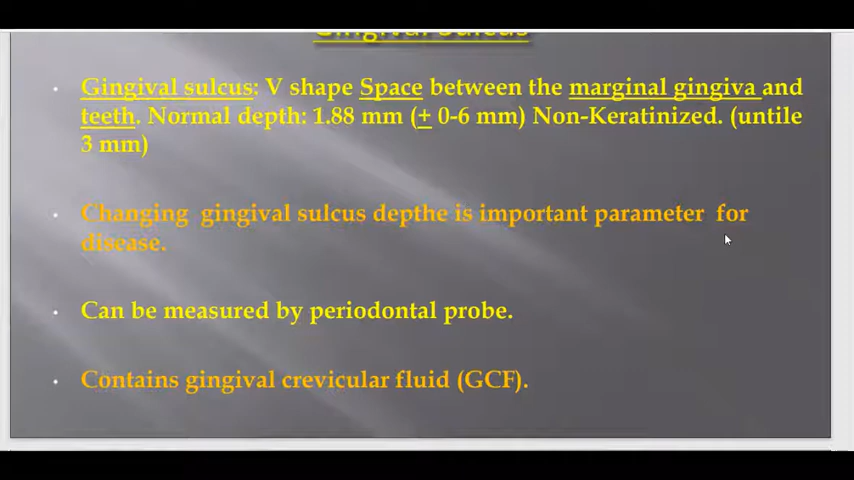 Gingival Sulcus
Gingival sulcus: V shape Space between the marginal gingiva and
teeth. Normal depth: 1.88 mm (± 0-6 mm) Non-Keratinized. (untile
3 mm)
Changing gingival sulcus depthe is important parameter for
disease.
Can be measured by periodontal probe.
Contains gingival crevicular fluid (GCF).